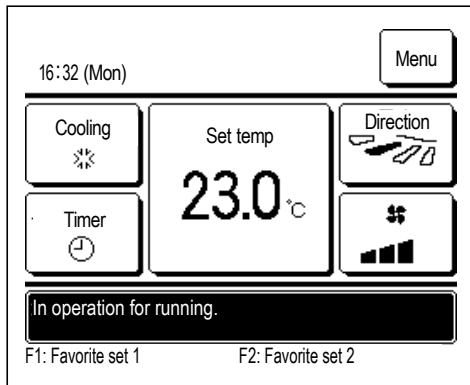 16:32 (Mon)
Menu
Cooling
Set temp
Direction
23.0 °C
Timer
In operation for running.
F1: Favorite set 1
F2: Favorite set 2